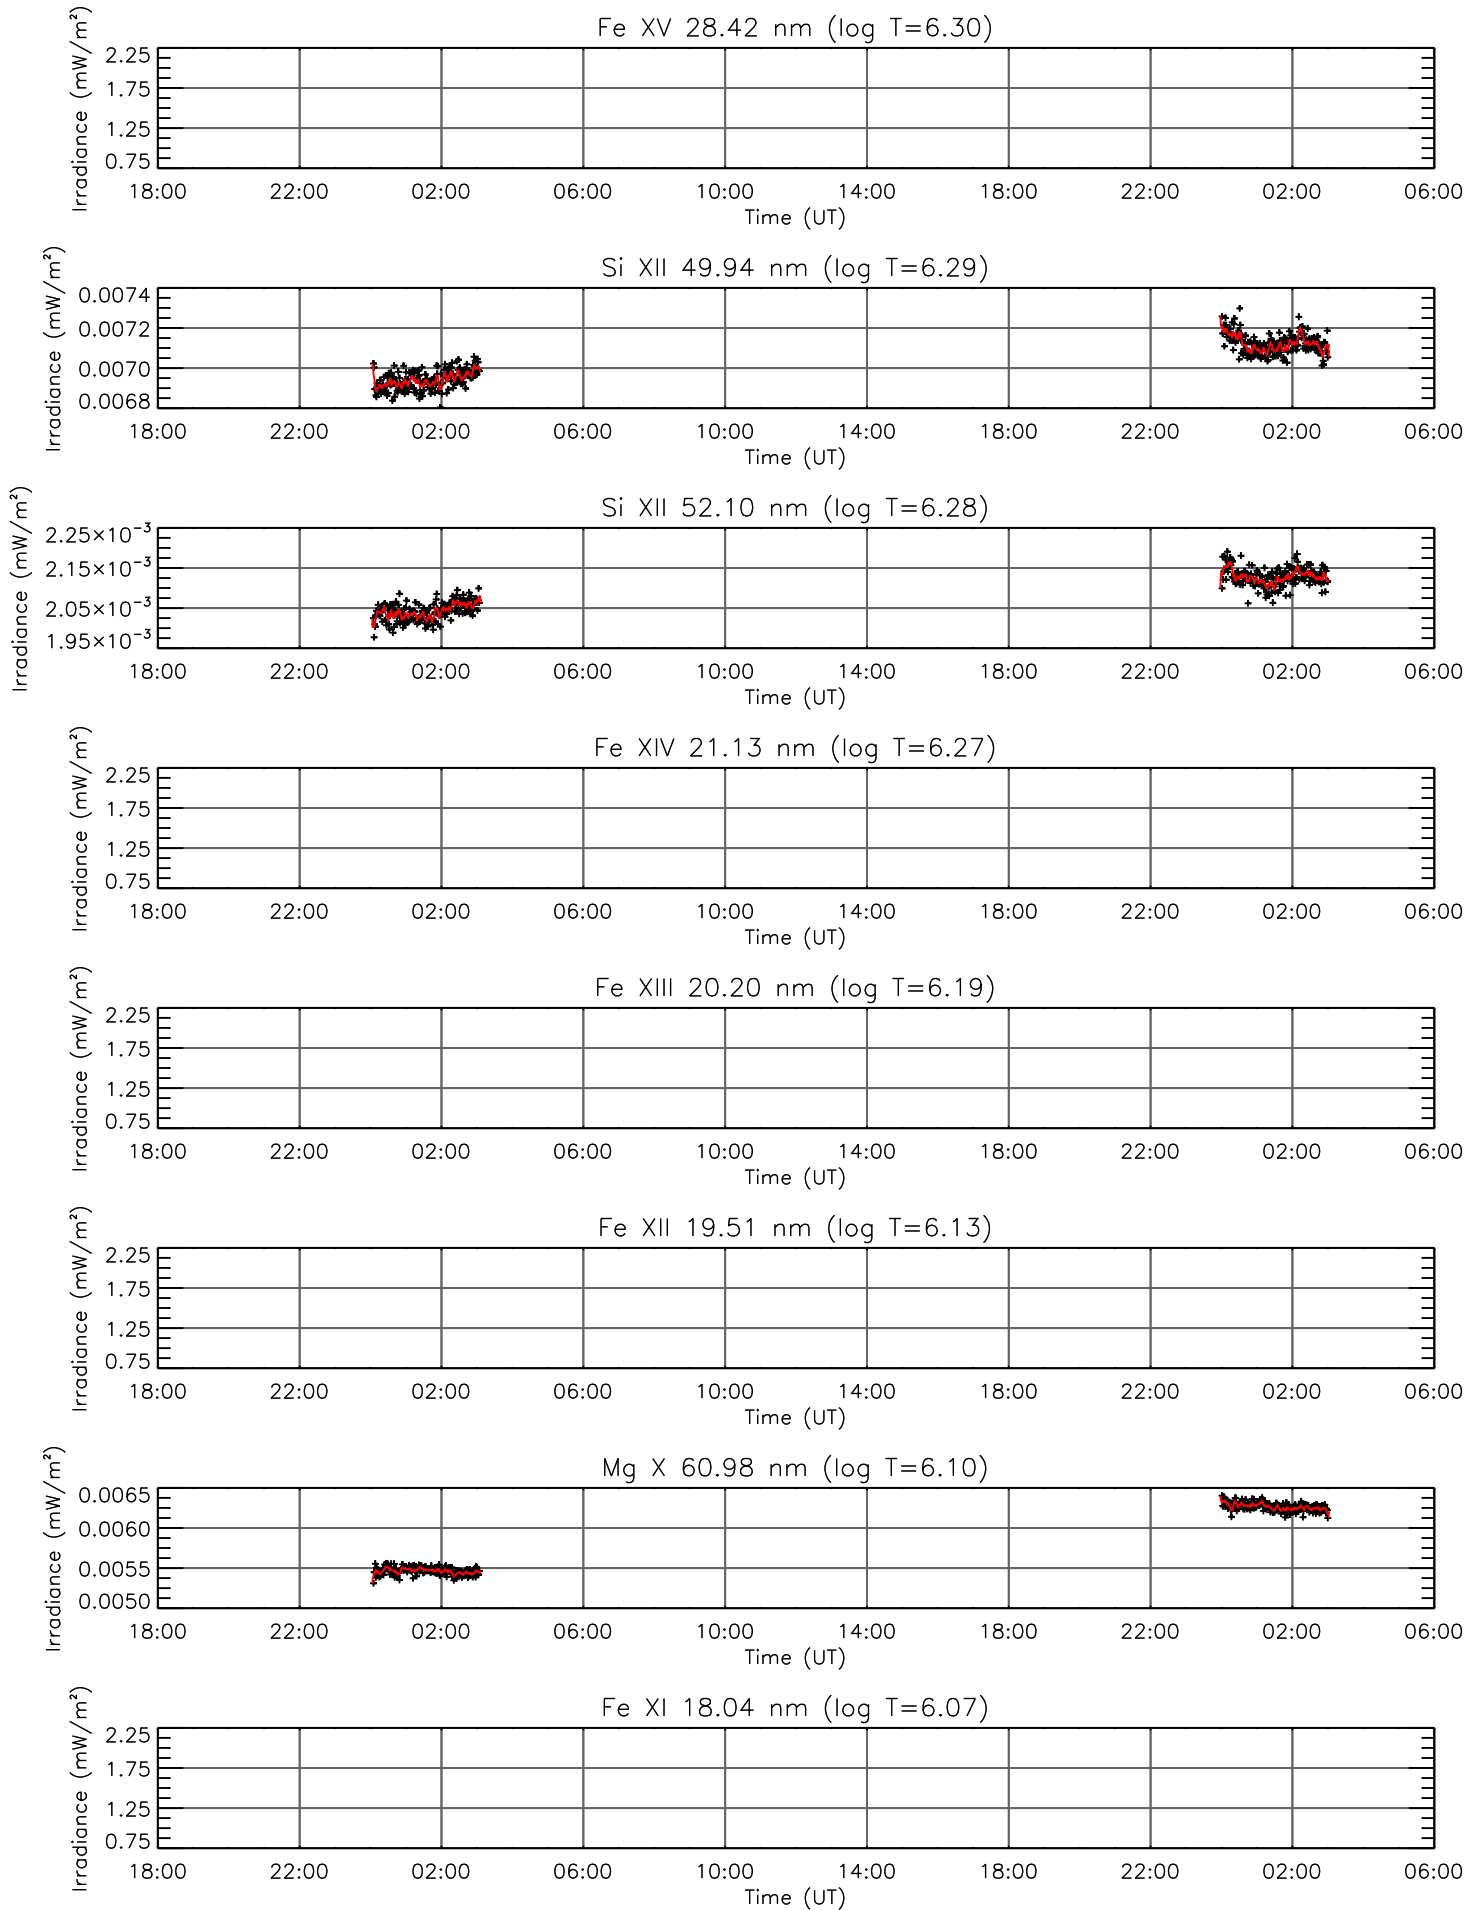 Fe XV 28.42 nm (log T=6.30)
Irradiance (mW/m²)
2.25
1.75
1.25
0.75
18:00 22:00 02:00 06:00 10:00 14:00 18:00 22:00 02:00 06:00
Time (UT)
Si XII 49.94 nm (log T=6.29)
Irradiance (mW/m²)
0.0074
0.0072
0.0070
0.0068
18:00 22:00 02:00 06:00 10:00 14:00 18:00 22:00 02:00 06:00
Time (UT)
Si XII 52.10 nm (log T=6.28)
Irradiance (mW/m²)
2.25×10⁻³
2.15×10⁻³
2.05×10⁻³
1.95×10⁻³
18:00 22:00 02:00 06:00 10:00 14:00 18:00 22:00 02:00 06:00
Time (UT)
Fe XIV 21.13 nm (log T=6.27)
Irradiance (mW/m²)
2.25
1.75
1.25
0.75
18:00 22:00 02:00 06:00 10:00 14:00 18:00 22:00 02:00 06:00
Time (UT)
Fe XIII 20.20 nm (log T=6.19)
Irradiance (mW/m²)
2.25
1.75
1.25
0.75
18:00 22:00 02:00 06:00 10:00 14:00 18:00 22:00 02:00 06:00
Time (UT)
Fe XII 19.51 nm (log T=6.13)
Irradiance (mW/m²)
2.25
1.75
1.25
0.75
18:00 22:00 02:00 06:00 10:00 14:00 18:00 22:00 02:00 06:00
Time (UT)
Mg X 60.98 nm (log T=6.10)
Irradiance (mW/m²)
0.0065
0.0060
0.0055
0.0050
18:00 22:00 02:00 06:00 10:00 14:00 18:00 22:00 02:00 06:00
Time (UT)
Fe XI 18.04 nm (log T=6.07)
Irradiance (mW/m²)
2.25
1.75
1.25
0.75
18:00 22:00 02:00 06:00 10:00 14:00 18:00 22:00 02:00 06:00
Time (UT)